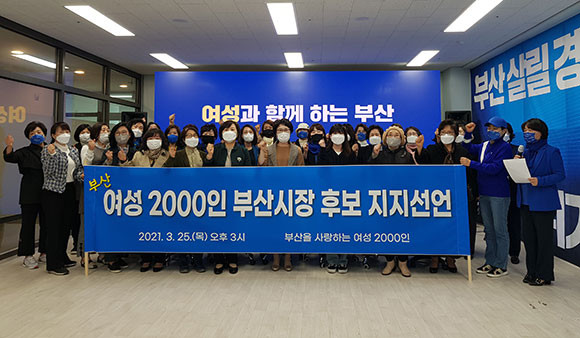 여성과 함께 하는 부산
부산 살릴 경
부산
여성 2000인 부산시장 후보 지지선언
2021. 3. 25.(목) 오후 3시
부산을 사랑하는 여성 2000인